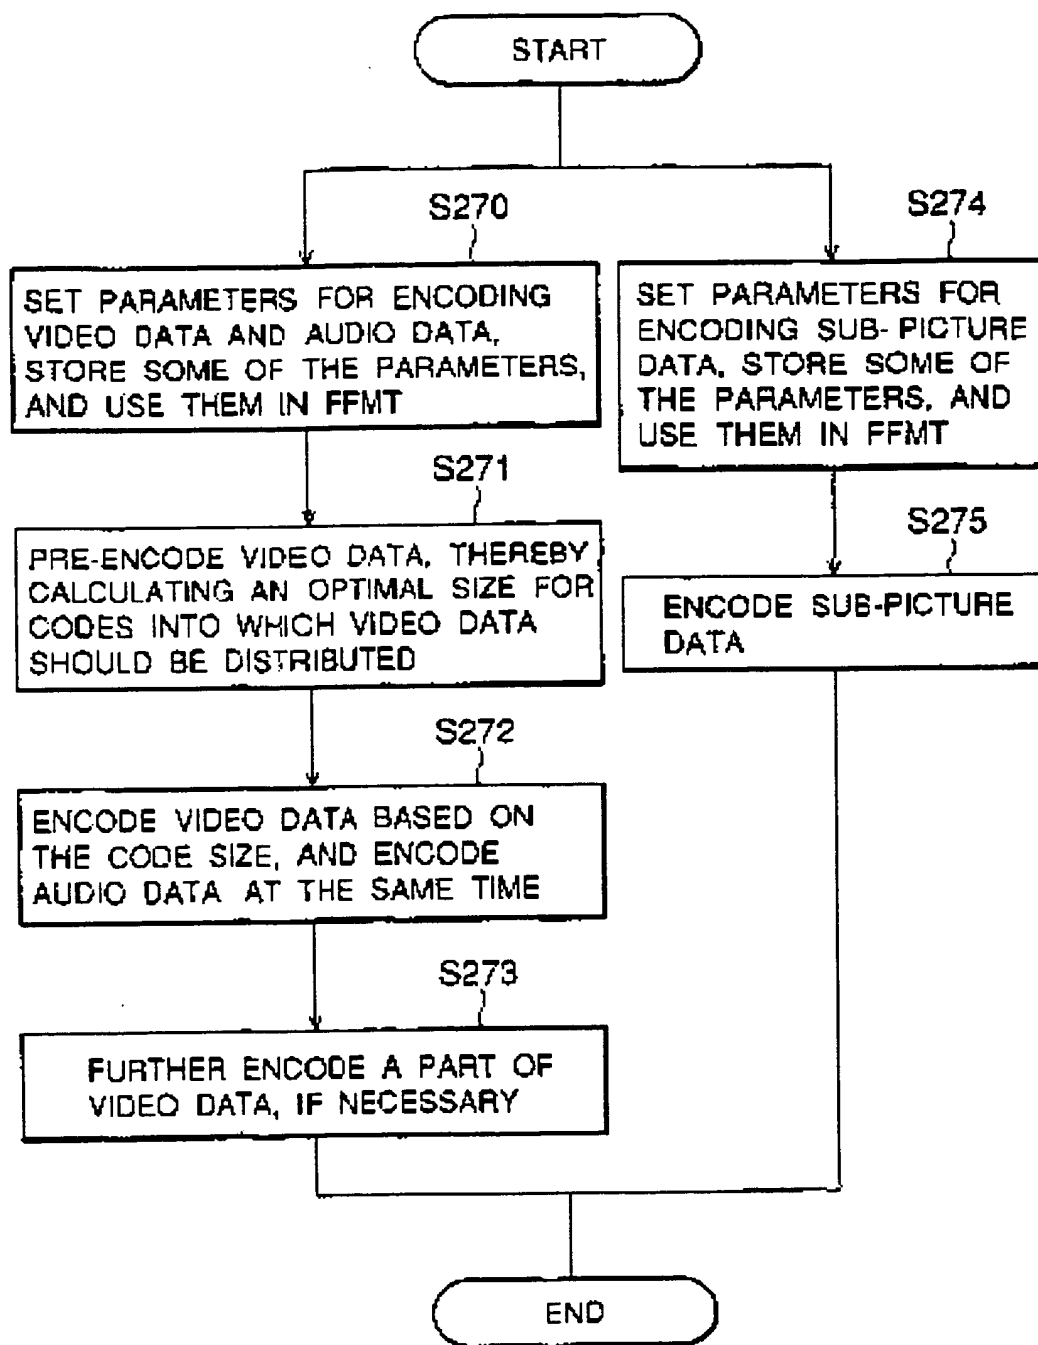 START
S270
SET PARAMETERS FOR ENCODING
VIDEO DATA AND AUDIO DATA,
STORE SOME OF THE PARAMETERS,
AND USE THEM IN FFMT
S271
PRE-ENCODE VIDEO DATA, THEREBY
CALCULATING AN OPTIMAL SIZE FOR
CODES INTO WHICH VIDEO DATA
SHOULD BE DISTRIBUTED
S272
ENCODE VIDEO DATA BASED ON
THE CODE SIZE, AND ENCODE
AUDIO DATA AT THE SAME TIME
S273
FURTHER ENCODE A PART OF
VIDEO DATA, IF NECESSARY
S274
SET PARAMETERS FOR
ENCODING SUB-PICTURE
DATA, STORE SOME OF
THE PARAMETERS, AND
USE THEM IN FFMT
S275
ENCODE SUB-PICTURE
DATA
END